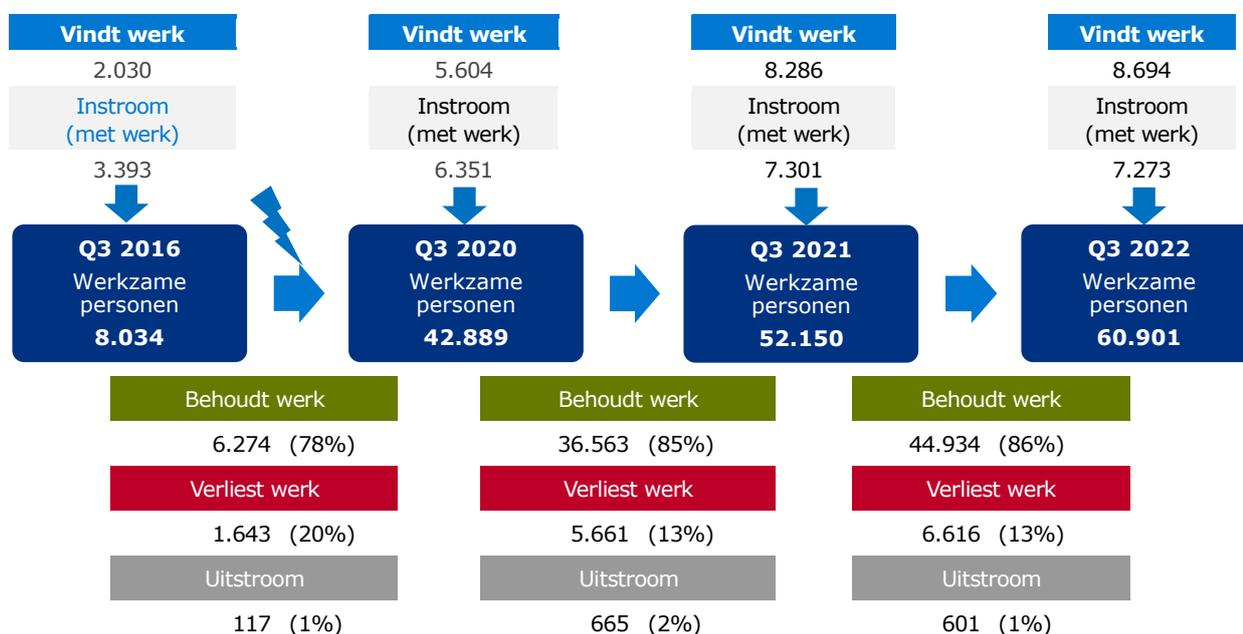 Vindt werk
2.030
Instroom
(met werk)
3.393
Vindt werk
5.604
Instroom
(met werk)
6.351
Vindt werk
8.286
Instroom
(met werk)
7.301
Vindt werk
8.694
Instroom
(met werk)
7.273
Q3 2016
Werkzame
personen
8.034
Q3 2020
Werkzame
personen
42.889
Q3 2021
Werkzame
personen
52.150
Q3 2022
Werkzame
personen
60.901
Behoudt werk
6.274 (78%)
Verliest werk
1.643 (20%)
Uitstroom
117 (1%)
Behoudt werk
36.563 (85%)
Verliest werk
5.661 (13%)
Uitstroom
665 (2%)
Behoudt werk
44.934 (86%)
Verliest werk
6.616 (13%)
Uitstroom
601 (1%)